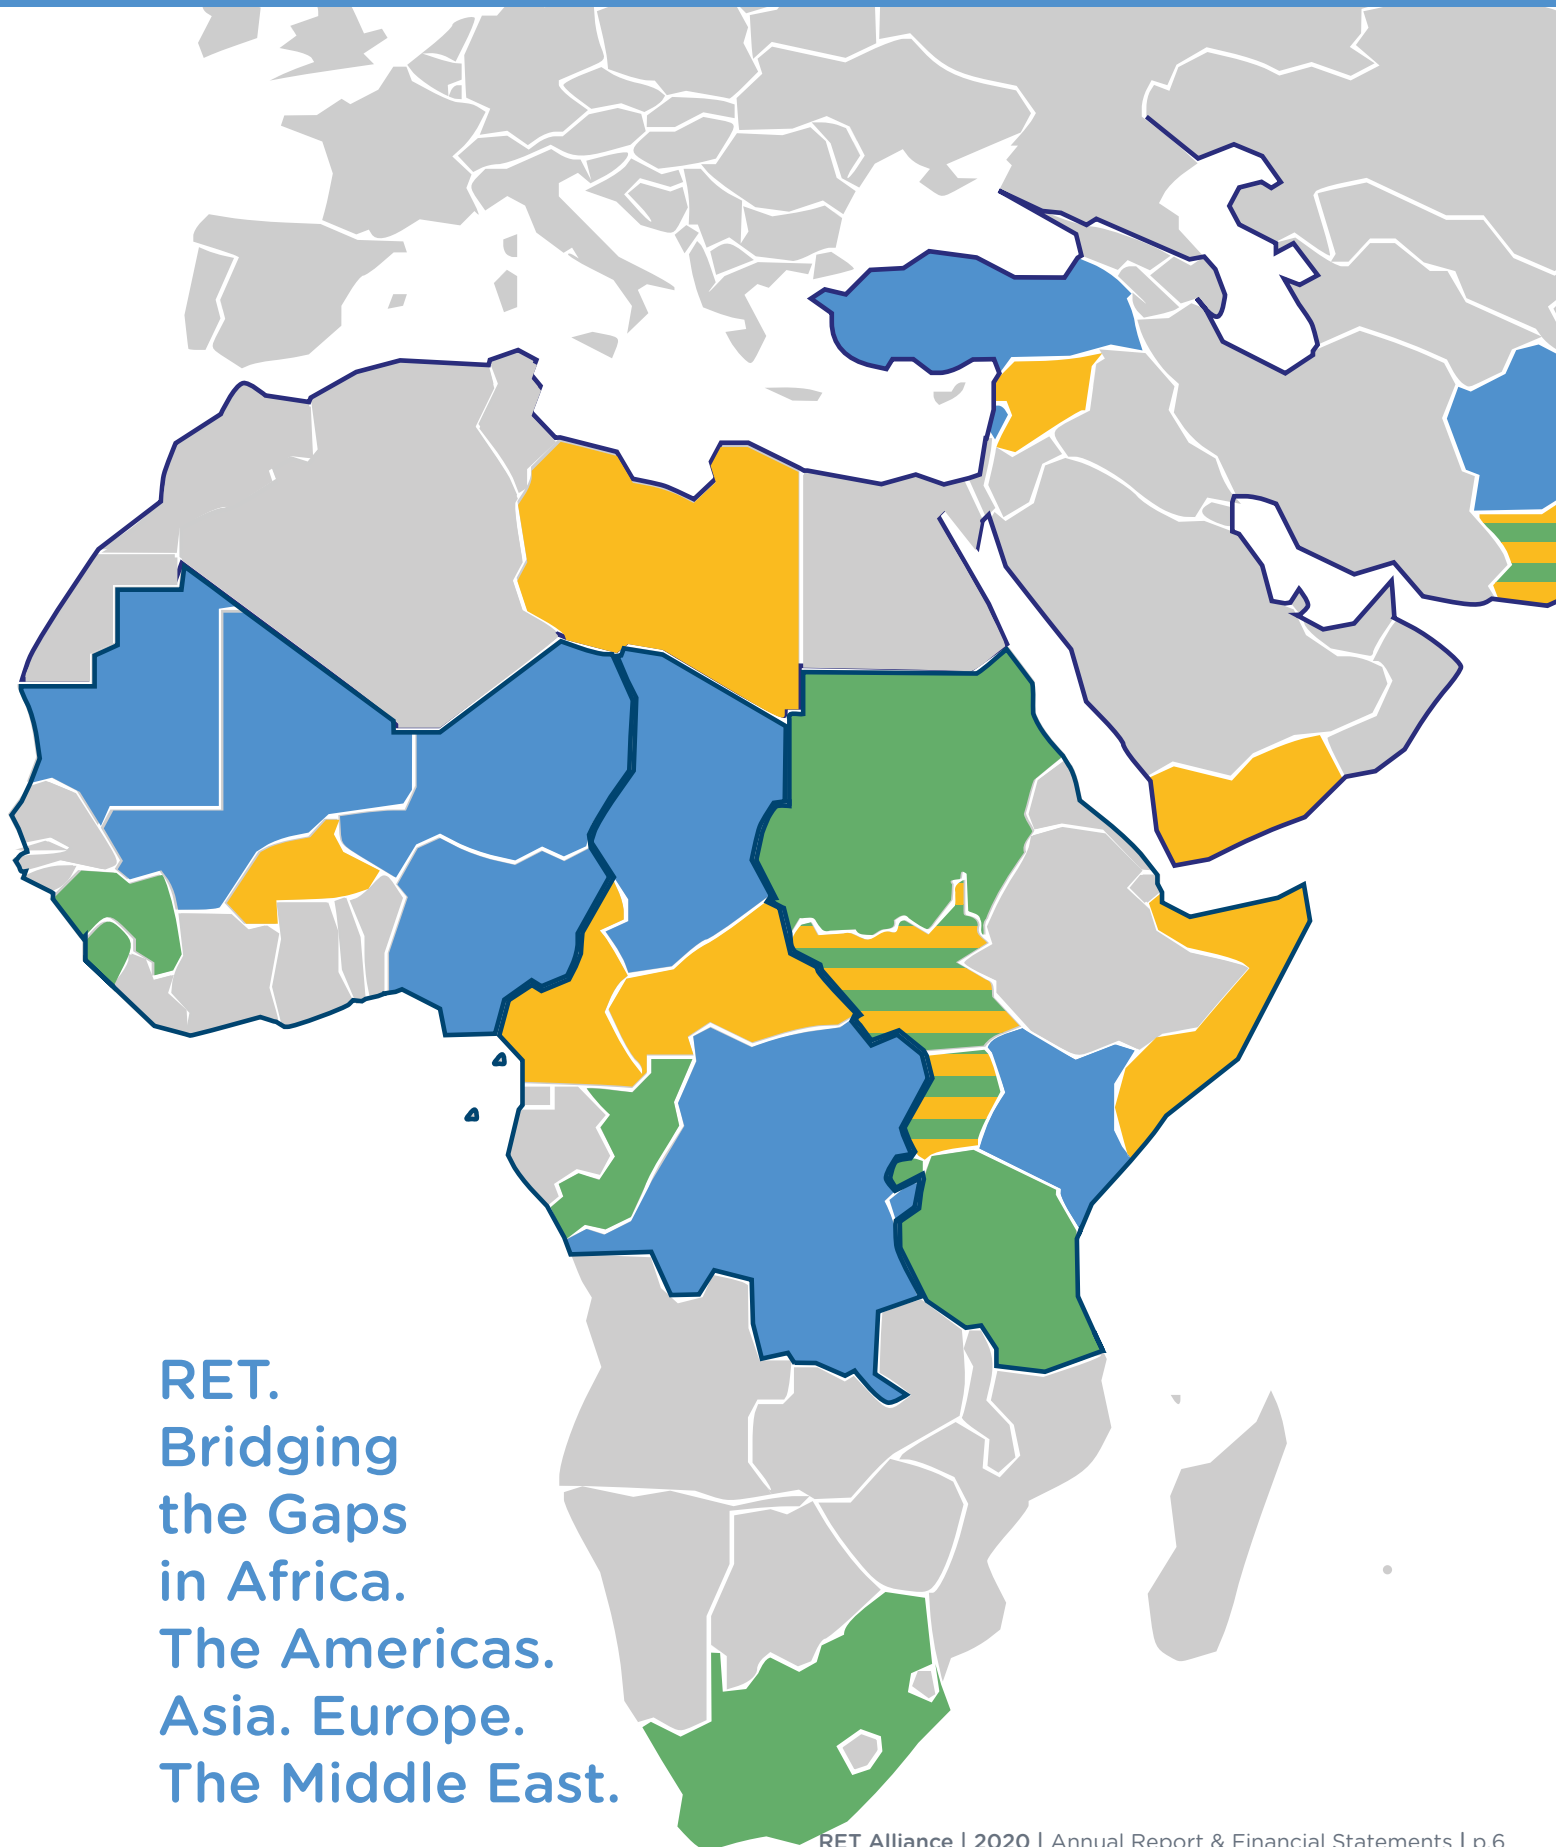 RET.
Bridging
the Gaps
in Africa.
The Americas.
Asia. Europe.
The Middle East.
RET Alliance | 2020 | Annual Report & Financial Statements | p.6